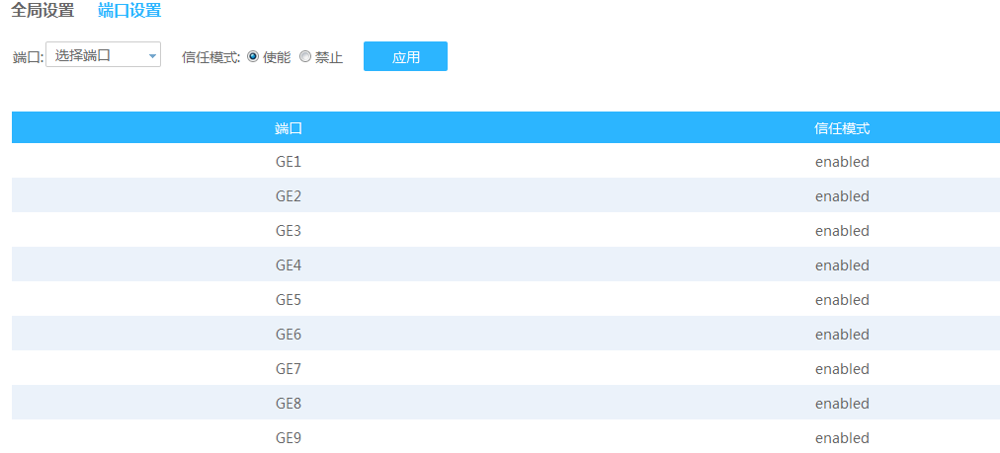 全局设置 端口设置
端口: 选择端口 信任模式: 使能 禁止 应用
端口 信任模式
GE1 enabled
GE2 enabled
GE3 enabled
GE4 enabled
GE5 enabled
GE6 enabled
GE7 enabled
GE8 enabled
GE9 enabled